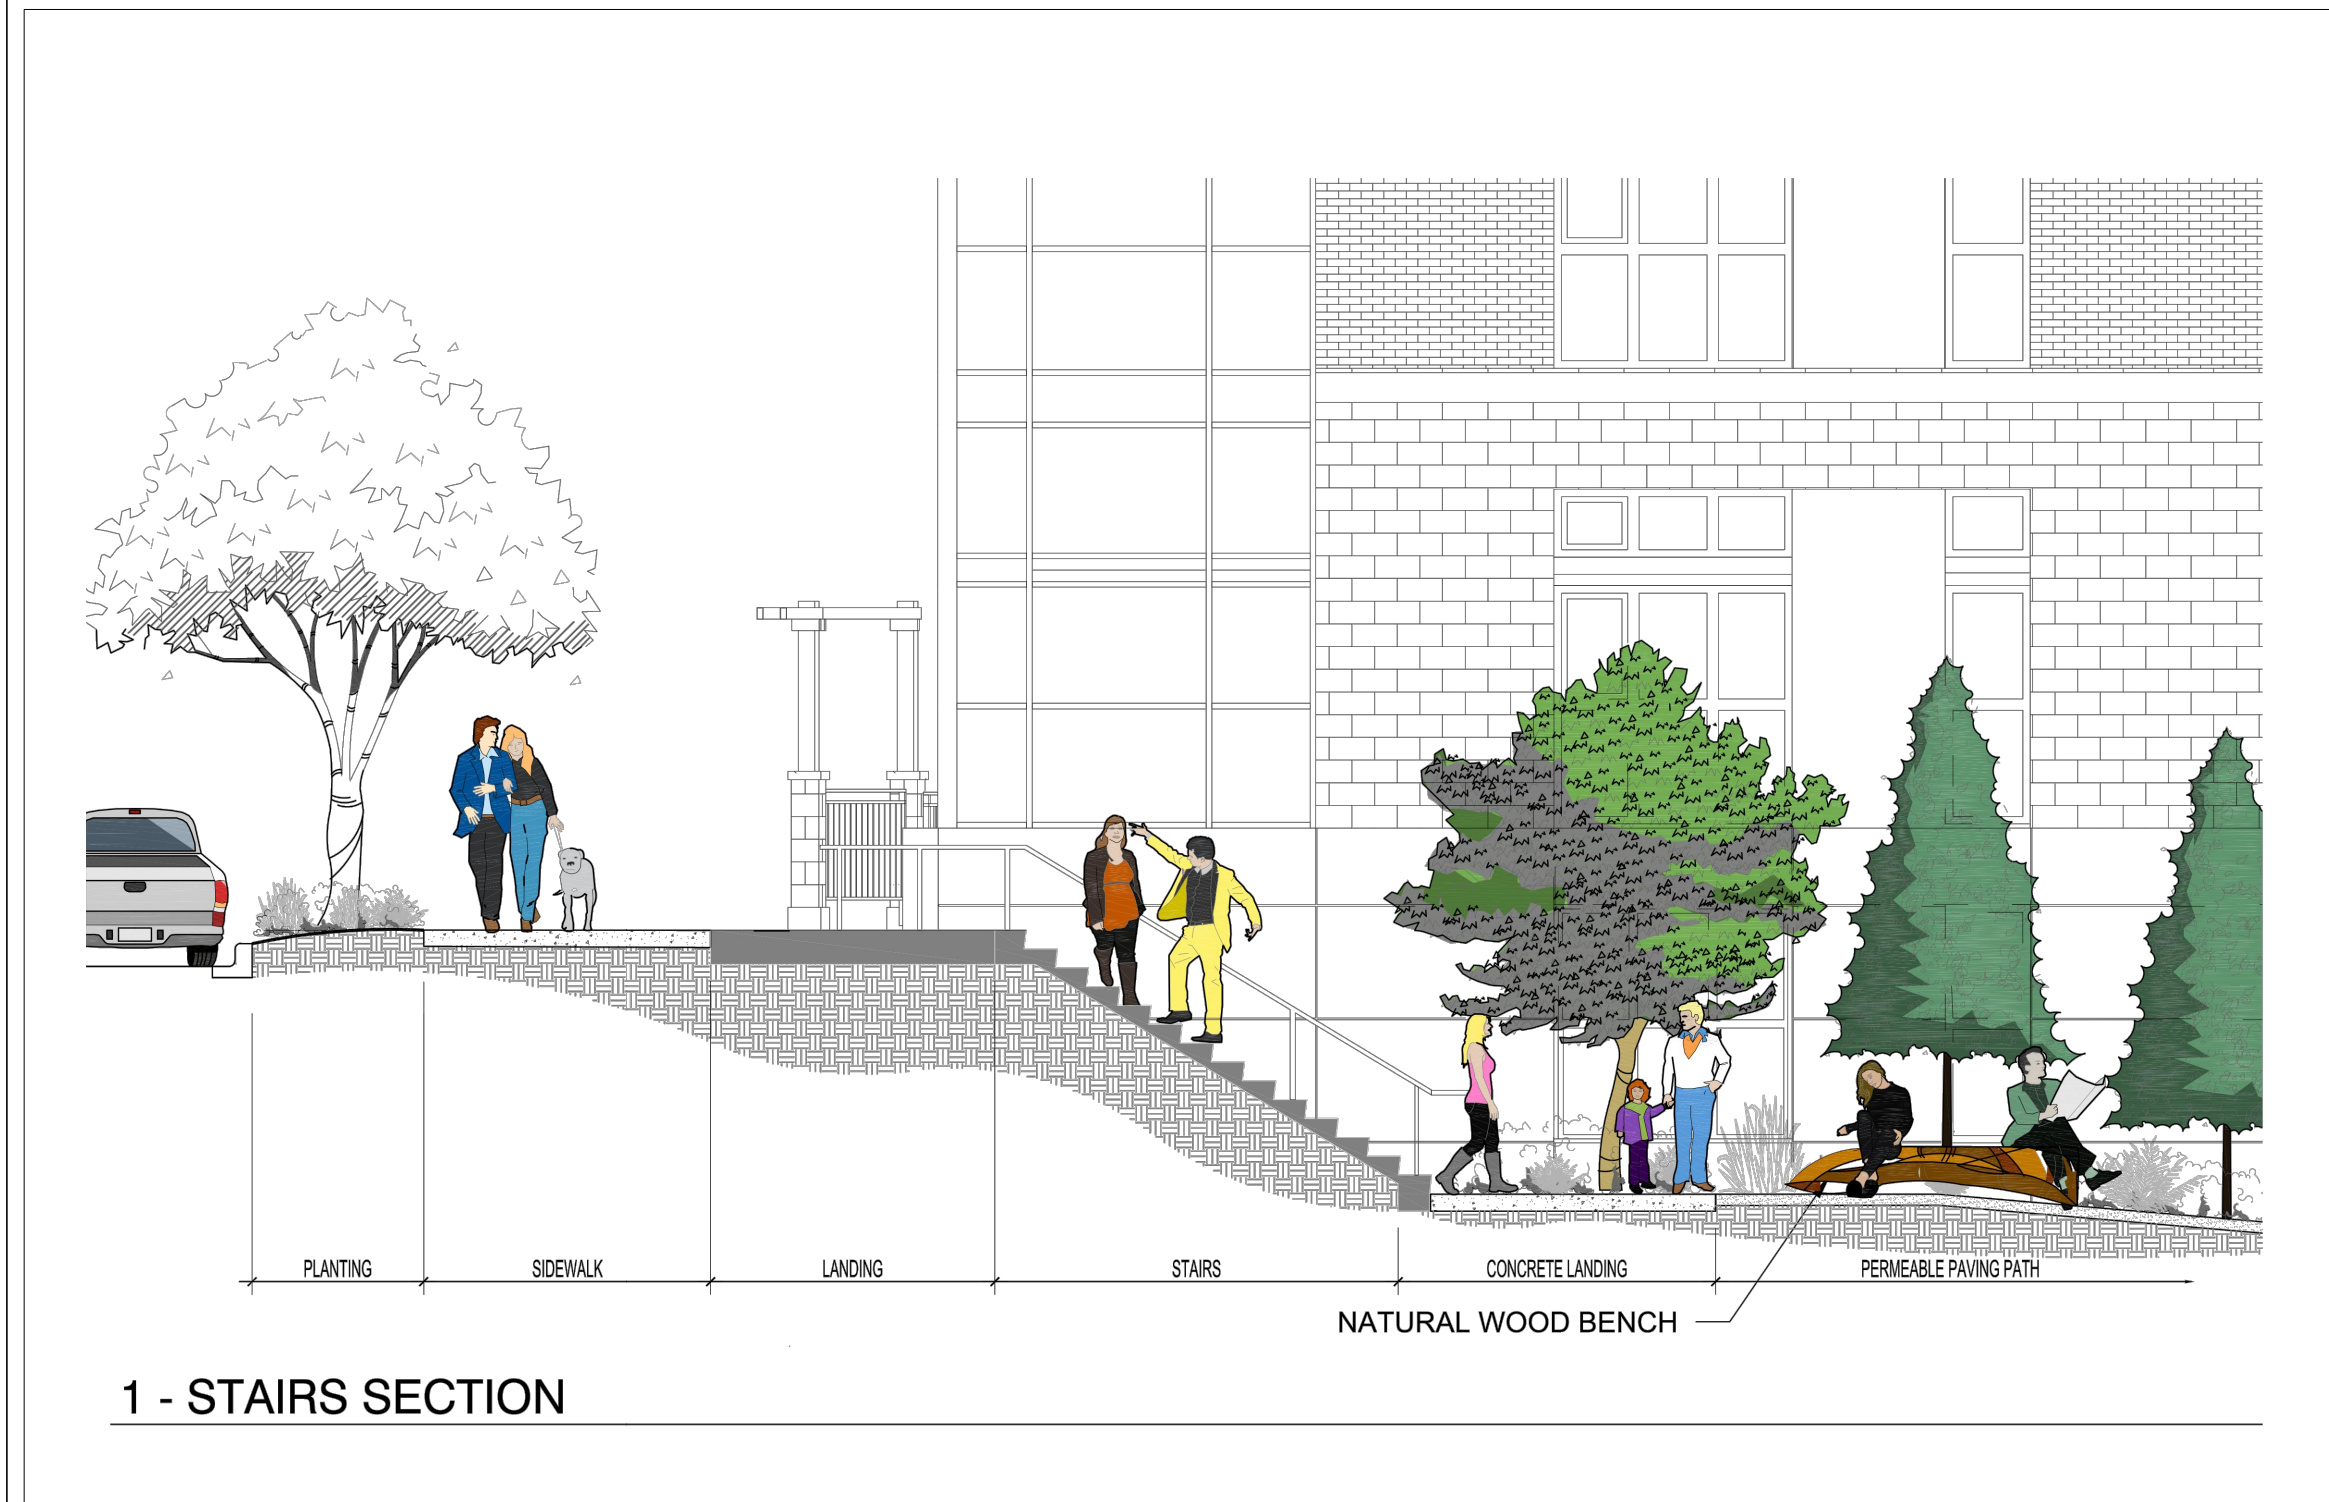 PLANTING
SIDEWALK
LANDING
STAIRS
CONCRETE LANDING
PERMEABLE PAVING PATH
NATURAL WOOD BENCH
1 - STAIRS SECTION